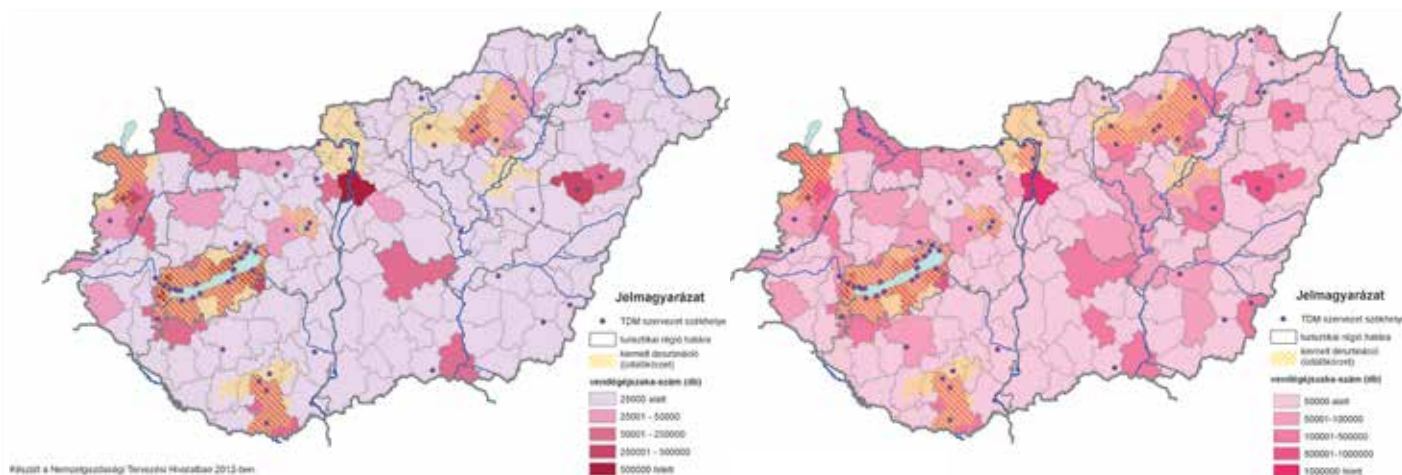 Jelmagyarázat
TDM szervezet székhelye
turisztikai régió határa
kiemelt desztináció
(üdülőkörzet)
vendégéjszaka-szám (db)
25000 alatt
25001 - 50000
50001 - 250000
250001 - 500000
500000 felett
Készült a Nemzetgazdasági Tervezési Hivatalban 2012-ben
Jelmagyarázat
TDM szervezet székhelye
turisztikai régió határa
kiemelt desztináció
(üdülőkörzet)
vendégéjszaka-szám (db)
50000 alatt
50001-100000
100001-500000
500001-1000000
1000000 felett